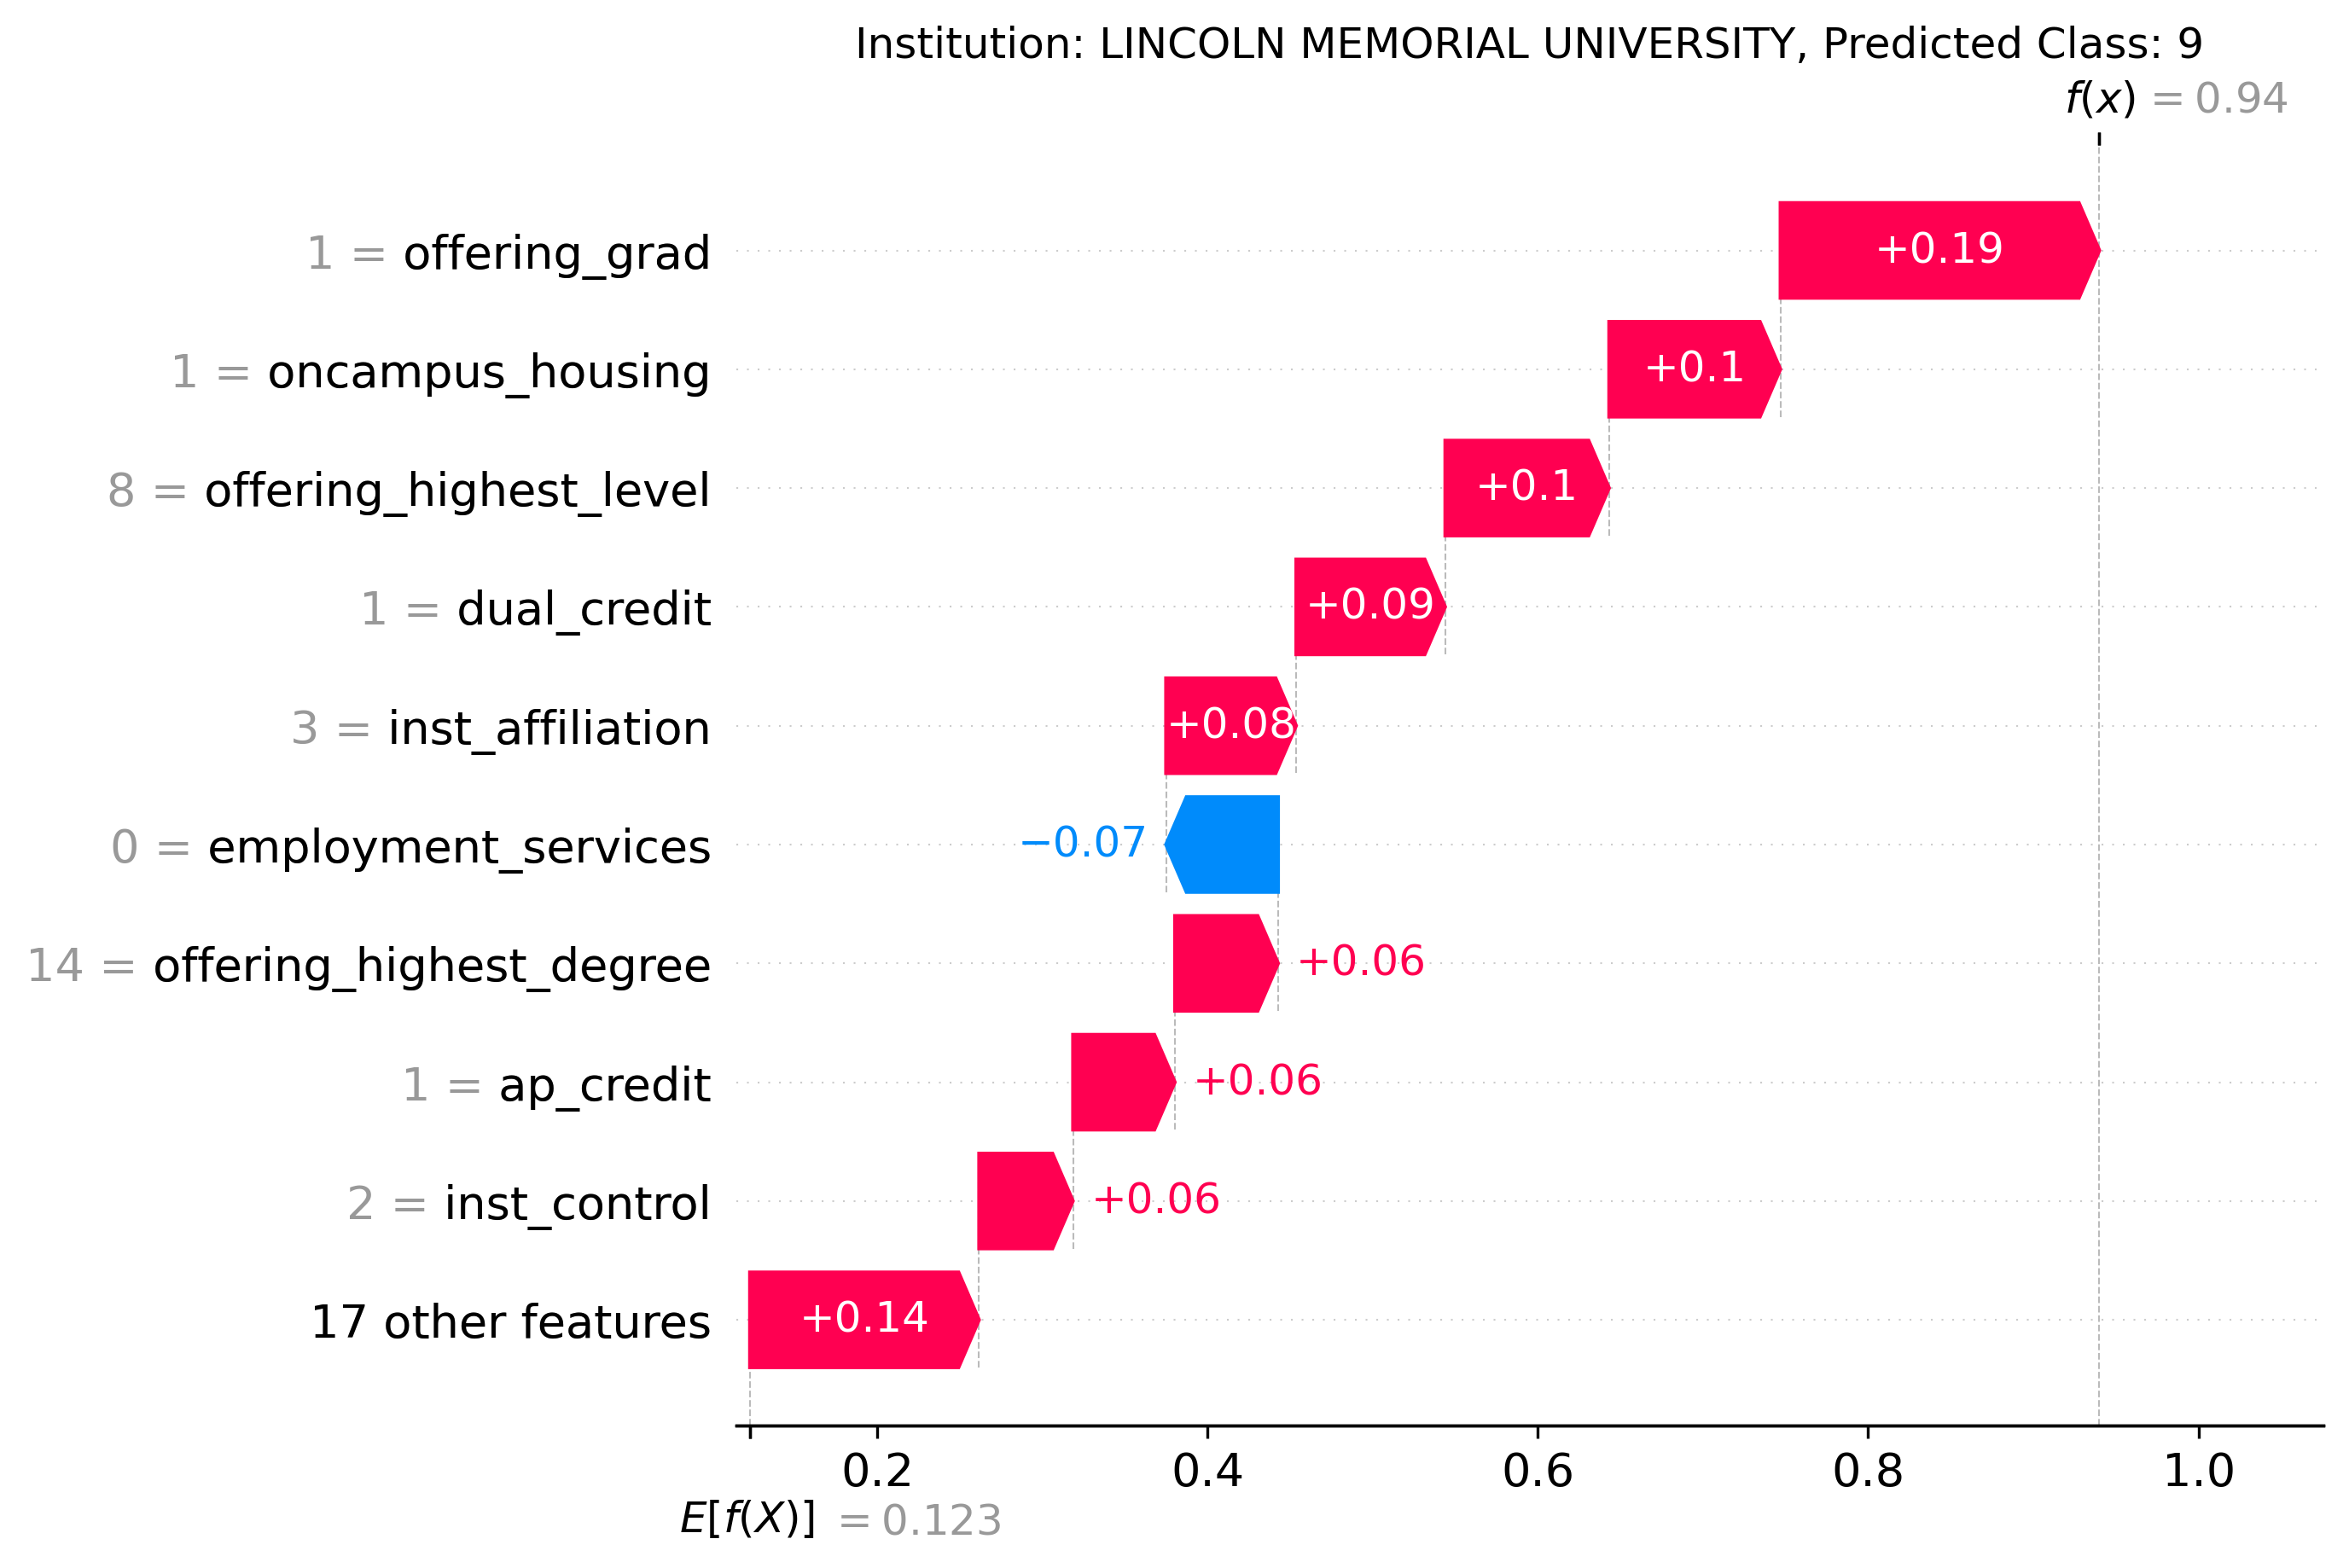 Institution: LINCOLN MEMORIAL UNIVERSITY, Predicted Class: 9
f(x) = 0.94
1 = offering_grad
+0.19
1 = oncampus_housing
+0.1
8 = offering_highest_level
+0.1
1 = dual_credit
+0.09
3 = inst_affiliation
+0.08
0 = employment_services
−0.07
14 = offering_highest_degree
+0.06
1 = ap_credit
+0.06
2 = inst_control
+0.06
17 other features
+0.14
0.2 0.4 0.6 0.8 1.0
E[f(X)] = 0.123